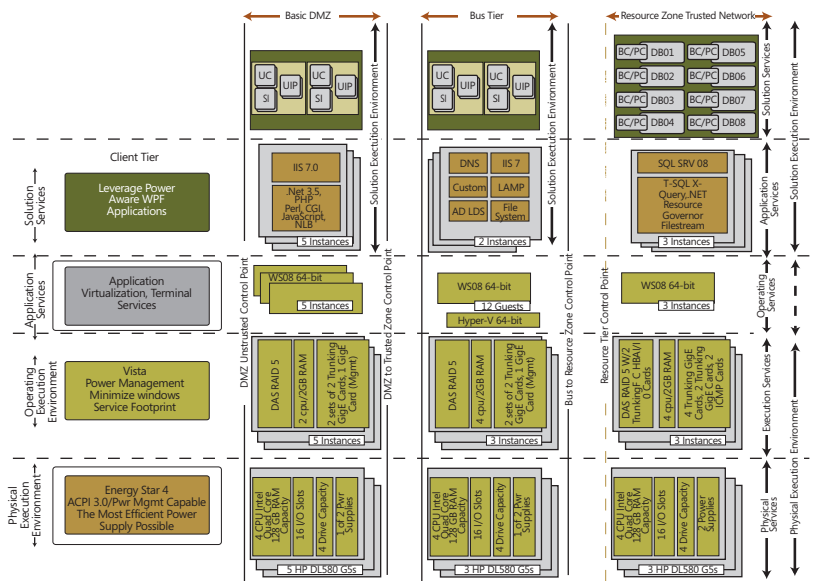 Basic DMZ
Bus Tier
Resource Zone Trusted Network
UC
SI
UIP
UC
SI
UIP
Solution Execution Environment
UC
SI
UIP
UC
SI
UIP
Solution Execution Environment
BC/PC DB01
BC/PC DB05
BC/PC DB02
BC/PC DB06
BC/PC DB03
BC/PC DB07
BC/PC DB04
BC/PC DB08
Solution Services
Solution Execution Environment
Client Tier
Solution
Services
Leverage Power
Aware WPF
Applications
IIS 7.0
.Net 3.5,
PHP
Perl, CGI,
JavaScript,
NLB
5 Instances
DNS
IIS 7
Custom
LAMP
AD LDS
File
System
2 Instances
SQL SRV 08
T-SQL X-
Query,.NET
Resource
Governor
Filestream
3 Instances
Application
Services
Application
Services
Application
Virtualization, Terminal
Services
DMZ Unstrusted Control Point
WS08 64-bit
5 Instances
DMZ to Trusted Zone Control Point
WS08 64-bit
12 Guests
Hyper-V 64-bit
Bus to Resource Zone Control Point
Resource Tier Control Point
WS08 64-bit
3 Instances
Operating
Services
Operating
Execution
Environment
Vista
Power Management
Minimize windows
Service Footprint
DAS RAID 5
2 cpu/2GB RAM
2 sets of 2 Trunking
GigE Cards, 1 GigE
Card (Mgmt)
5 Instances
DAS RAID 5
4 cpu/2GB RAM
2 sets of 2 Trunking
GigE Cards, 1 GigE
Card (Mgmt)
3 Instances
DAS RAID 5 W/2
TrunkingF C HBA/I
0 Cards
4 cpu/2GB RAM
4 Trunking GigE
Cards, 2 Trunking
GigE Cards, 2
ICMP Cards
3 Instances
Execution Services
Physical Execution Environment
Physical
Execution
Environment
Energy Star 4
ACPI 3.0/Pwr Mgmt Capable
The Most Efficient Power
Supply Possible
4 CPU Intel
Quad Core
128 GB RAM
Capacity
16 I/O Slots
4 Drive Capacity
1 of 2 Pwr
Supplies
5 HP DL580 G5s
4 CPU Intel
Quad Core
128 GB RAM
Capacity
16 I/O Slots
4 Drive Capacity
1 of 2 Pwr
Supplies
3 HP DL580 G5s
4 CPU Intel
Quad Core
128 GB RAM
Capacity
16 I/O Slots
4 Drive Capacity
2 Power
Supplies
3 HP DL580 G5s
Physical
Services